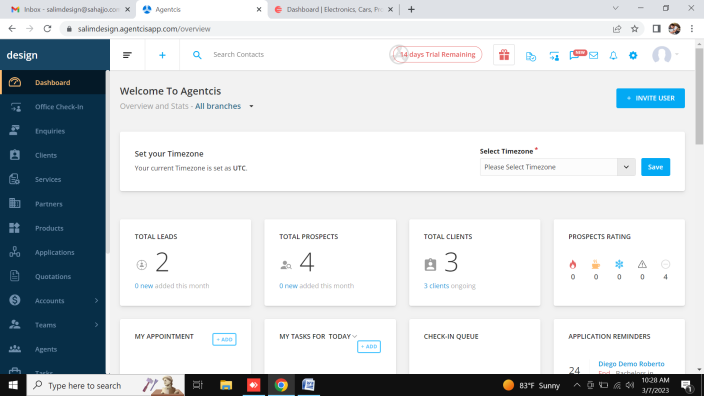 Inbox - salimdesign@sahajjo.com
Agentcis
Dashboard | Electronics, Cars, Pr
salimdesign.agentcisapp.com/overview
design
Search Contacts
14 days Trial Remaining
NEW
Dashboard
Office Check-In
Enquiries
Clients
Services
Partners
Products
Applications
Quotations
Accounts
Teams
Agents
Tasks
Welcome To Agentcis
Overview and Stats - All branches
+ INVITE USER
Set your Timezone
Your current Timezone is set as UTC.
Select Timezone *
Please Select Timezone
Save
TOTAL LEADS
2
0 new added this month
TOTAL PROSPECTS
4
0 new added this month
TOTAL CLIENTS
3
3 clients ongoing
PROSPECTS RATING
0 0 0 0 4
MY APPOINTMENT
+ ADD
MY TASKS FOR TODAY
+ ADD
CHECK-IN QUEUE
APPLICATION REMINDERS
24
Diego Demo Roberto
Type here to search
83°F Sunny
10:28 AM
3/7/2023
1